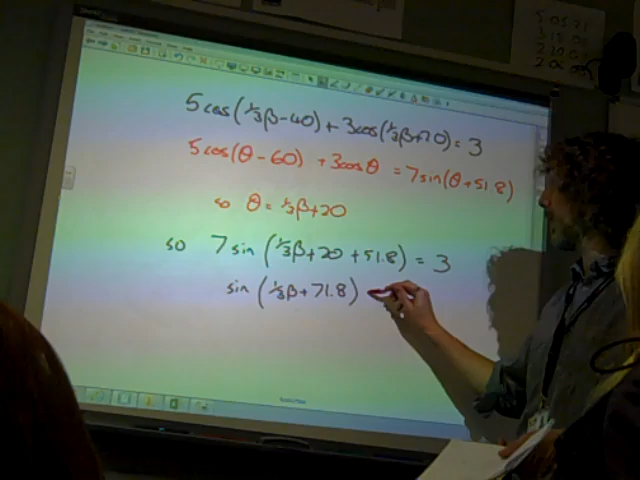 5cos(⅓β-40)+3cos(⅓β+20)=3
5cos(θ-60) +3cosθ =7sin(θ+51.8)
so θ=⅓β+20
so 7sin(⅓β+20+51.8)=3
sin(⅓β+71.8)